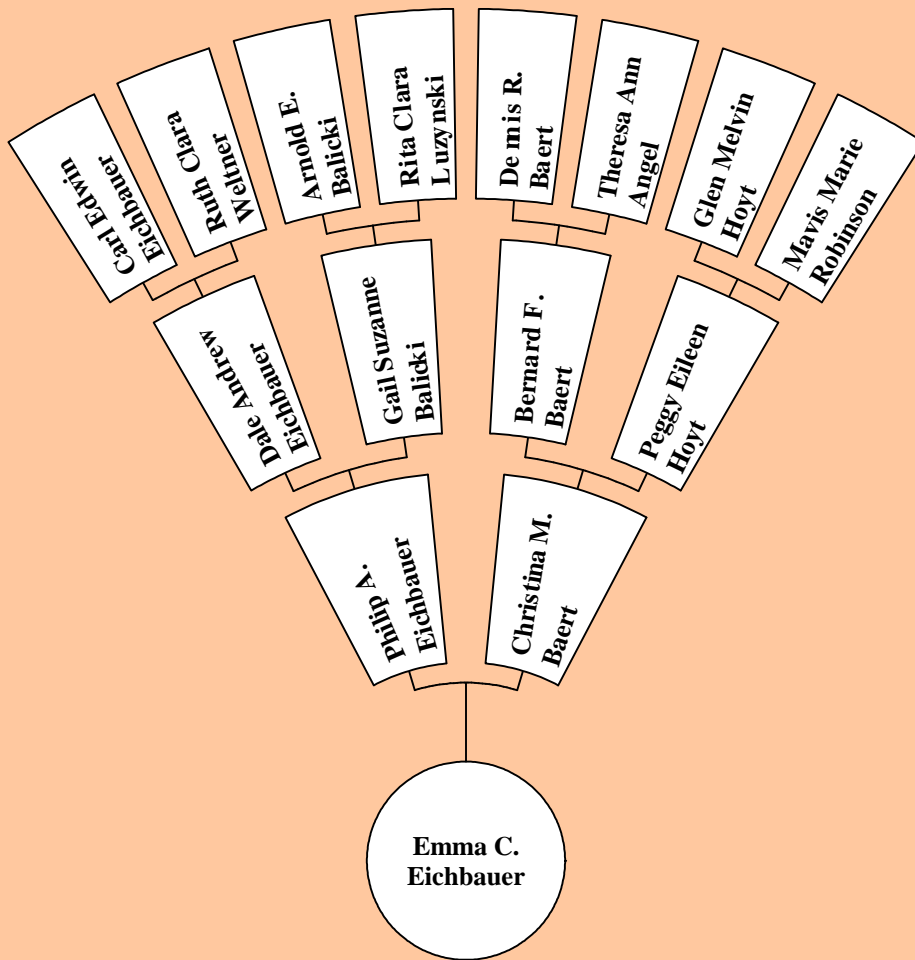 Carl Edwin
Eichbauer
Ruth Clara
Weltner
Arnold E.
Balicki
Rita Clara
Luzynski
Demis R.
Baert
Theresa Ann
Angel
Glen Melvin
Hoyt
Mavis Marie
Robinson
Dale Andrew
Eichbauer
Gail Suzanne
Balicki
Bernard F.
Baert
Peggy Eileen
Hoyt
Philip A.
Eichbauer
Christina M.
Baert
Emma C.
Eichbauer